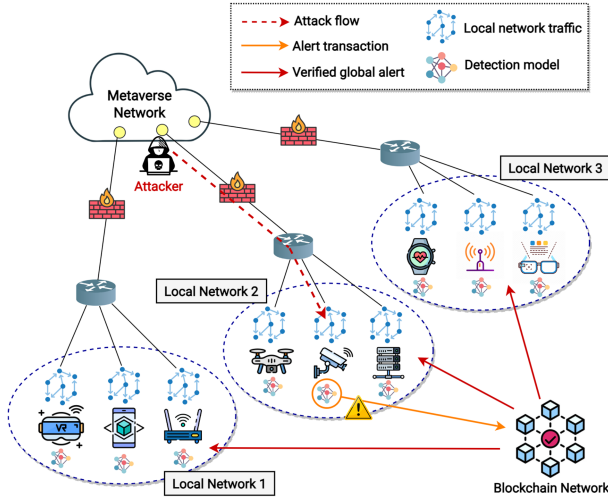 Attack flow
Alert transaction
Verified global alert
Local network traffic
Detection model
Metaverse
Network
Attacker
Local Network 3
Local Network 2
VR
Local Network 1
Blockchain Network